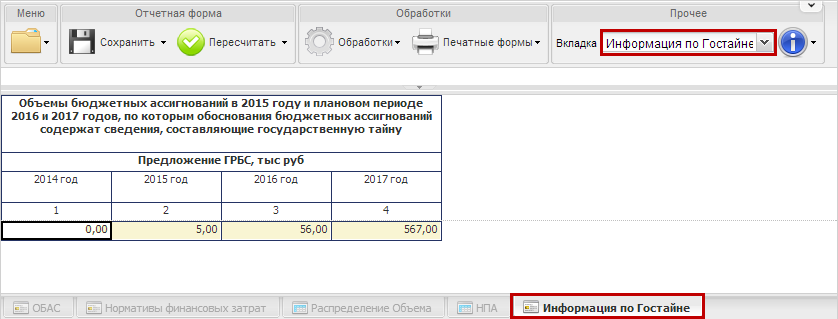 Меню
Отчетная форма
Обработки
Прочее
Сохранить
Пересчитать
Обработки
Печатные формы
Вкладка
Информация по Гостайне
Объемы бюджетных ассигнований в 2015 году и плановом периоде
2016 и 2017 годов, по которым обоснования бюджетных ассигнований
содержат сведения, составляющие государственную тайну
Предложение ГРБС, тыс руб
2014 год 2015 год 2016 год 2017 год
1 2 3 4
0,00 5,00 56,00 567,00
ОБАС Нормативы финансовых затрат Распределение Объема НПА Информация по Гостайне